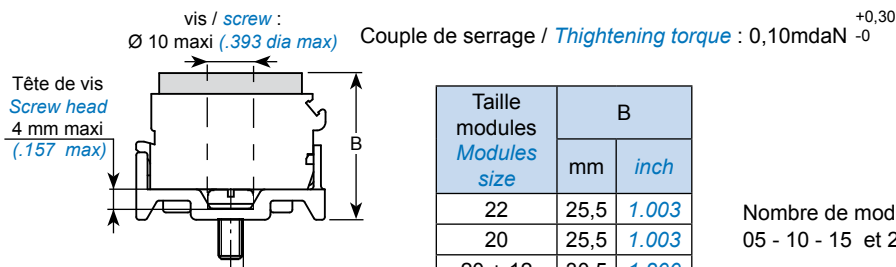 vis / screw :
Ø 10 maxi (.393 dia max)
Couple de serrage / Thightening torque : 0,10mdaN +0,30 -0
Tête de vis
Screw head
4 mm maxi
(.157 max)
B
Taille modules Modules size
B
mm
inch
22 25,5 1.003
20 25,5 1.003
Nombre de mod
05 - 10 - 15 et 2